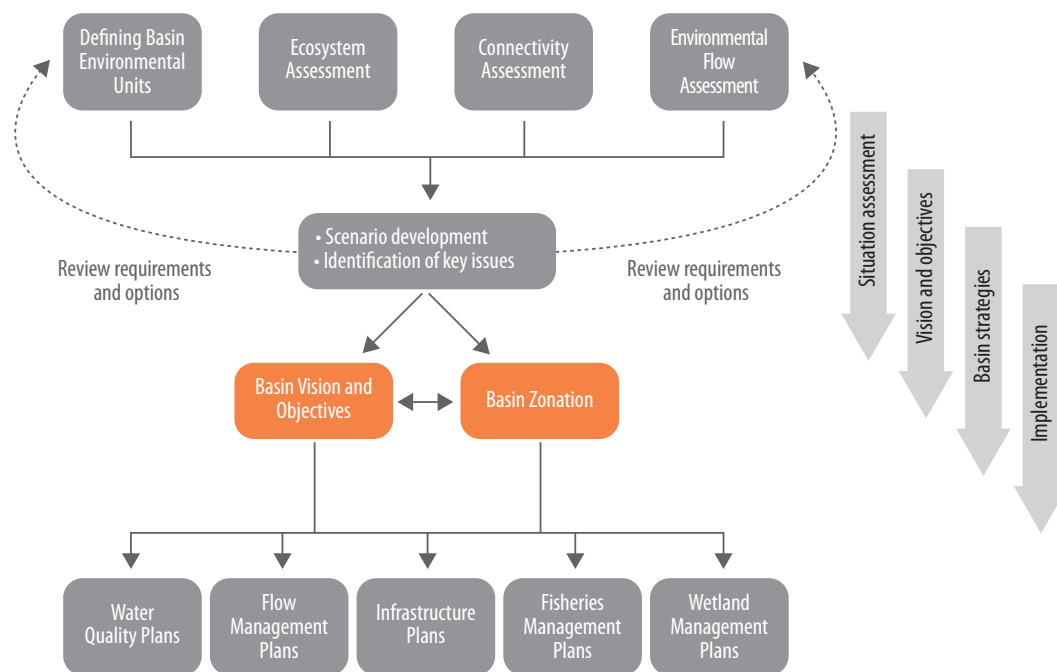 Defining Basin
Environmental
Units
Ecosystem
Assessment
Connectivity
Assessment
Environmental
Flow
Assessment
• Scenario development
• Identification of key issues
Review requirements
and options
Review requirements
and options
Basin Vision and
Objectives
Basin Zonation
Water
Quality Plans
Flow
Management
Plans
Infrastructure
Plans
Fisheries
Management
Plans
Wetland
Management
Plans
Situation assessment
Vision and objectives
Basin strategies
Implementation